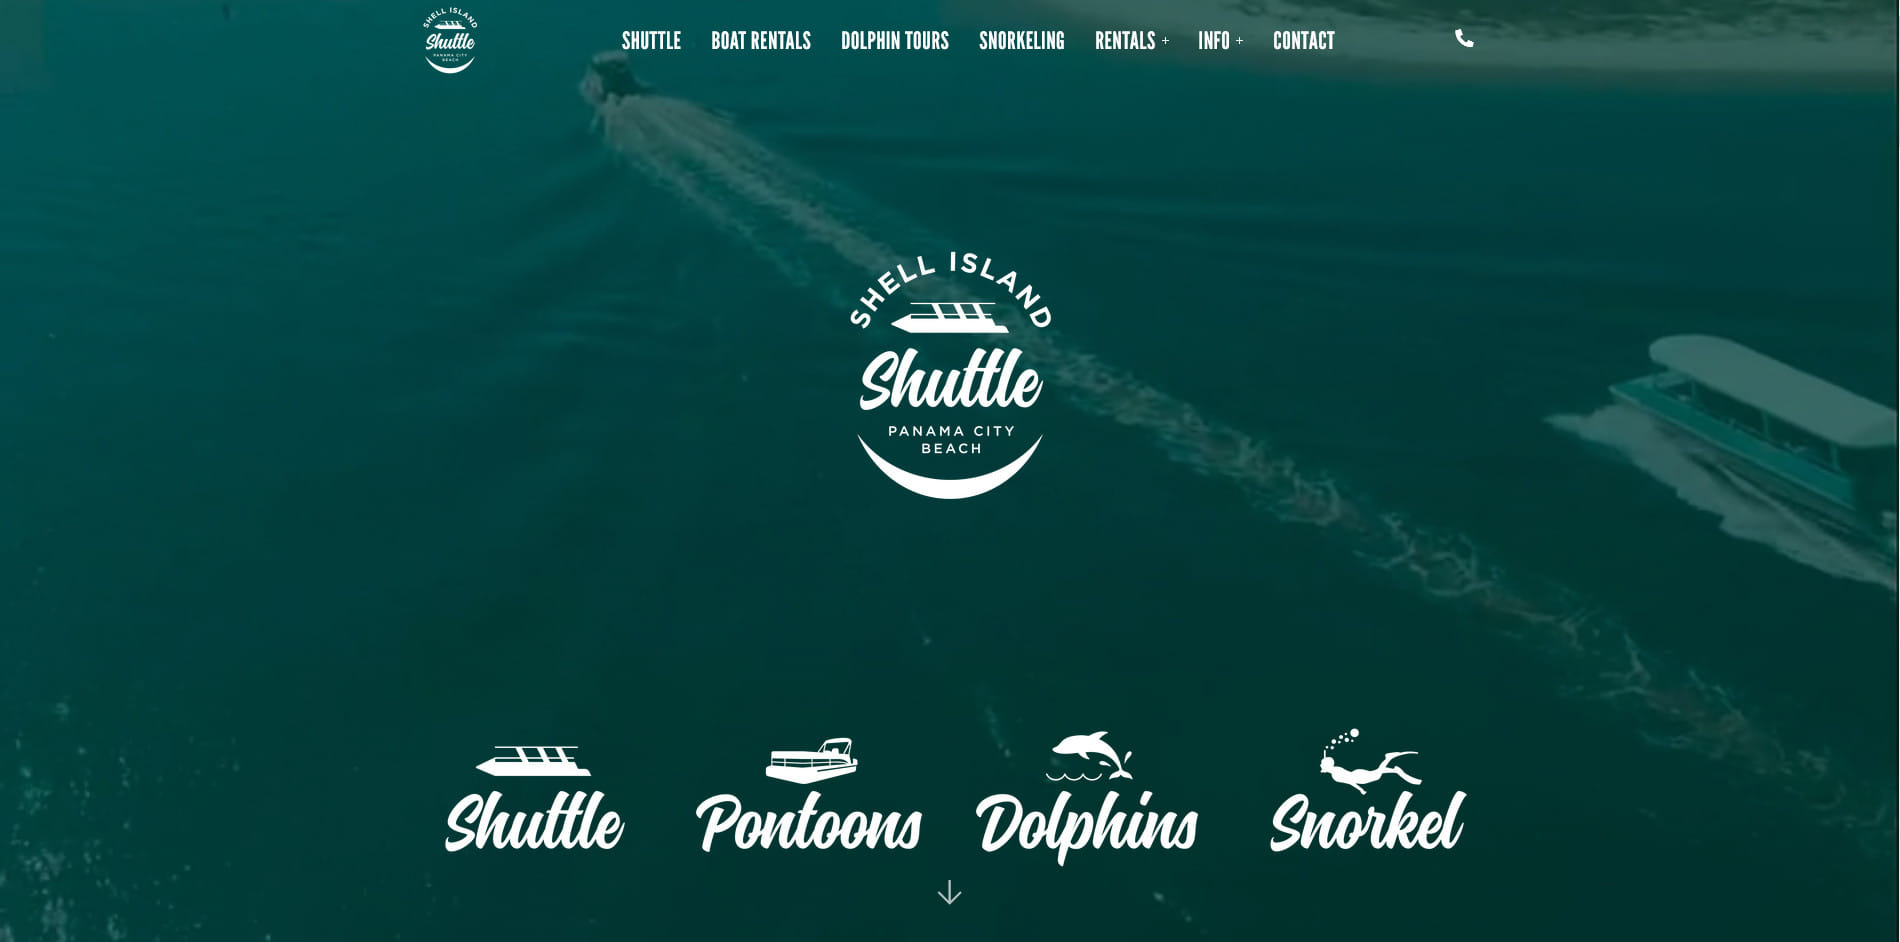 SHELL ISLAND
Shuttle
PANAMA CITY
BEACH
SHUTTLE
BOAT RENTALS
DOLPHIN TOURS
SNORKELING
RENTALS +
INFO +
CONTACT
SHELL ISLAND
Shuttle
PANAMA CITY
BEACH
Shuttle
Pontoons
Dolphins
Snorkel